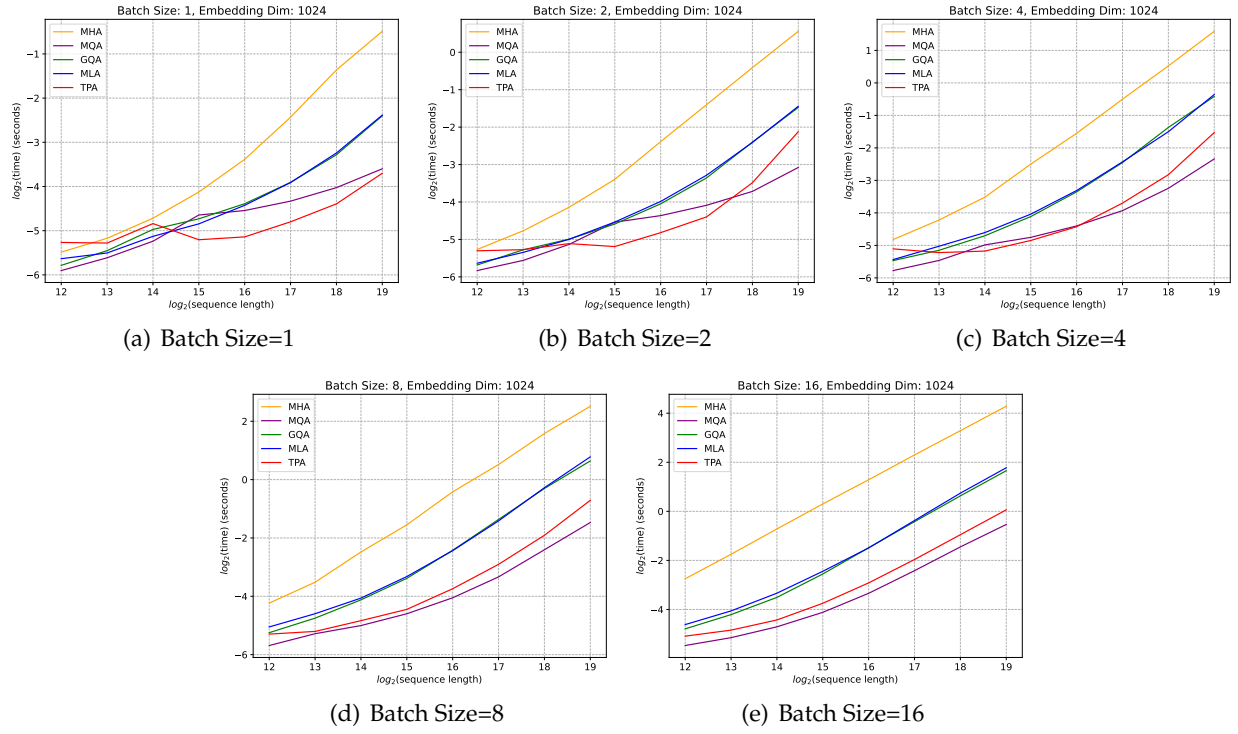 Batch Size: 1, Embedding Dim: 1024
MHA
MQA
GQA
MLA
TPA
log₂(time) (seconds)
−1
−2
−3
−4
−5
−6
12 13 14 15 16 17 18 19
log₂(sequence length)
(a) Batch Size=1
Batch Size: 2, Embedding Dim: 1024
MHA
MQA
GQA
MLA
TPA
log₂(time) (seconds)
0
−1
−2
−3
−4
−5
−6
12 13 14 15 16 17 18 19
log₂(sequence length)
(b) Batch Size=2
Batch Size: 4, Embedding Dim: 1024
MHA
MQA
GQA
MLA
TPA
log₂(time) (seconds)
1
0
−1
−2
−3
−4
−5
−6
12 13 14 15 16 17 18 19
log₂(sequence length)
(c) Batch Size=4
Batch Size: 8, Embedding Dim: 1024
MHA
MQA
GQA
MLA
TPA
log₂(time) (seconds)
2
0
−2
−4
−6
12 13 14 15 16 17 18 19
log₂(sequence length)
(d) Batch Size=8
Batch Size: 16, Embedding Dim: 1024
MHA
MQA
GQA
MLA
TPA
log₂(time) (seconds)
4
2
0
−2
−4
12 13 14 15 16 17 18 19
log₂(sequence length)
(e) Batch Size=16